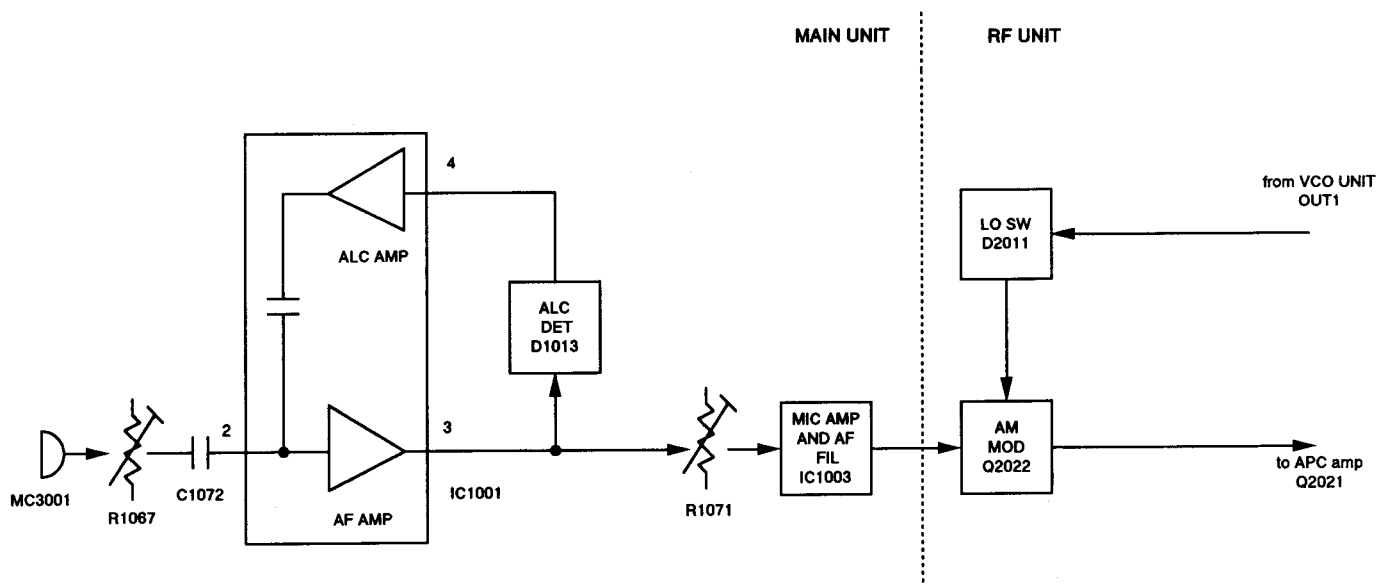 MAIN UNIT
RF UNIT
4
ALC AMP
ALC
DET
D1013
from VCO UNIT
OUT1
LO SW
D2011
MC3001
R1067
2
C1072
AF AMP
3
IC1001
R1071
MIC AMP
AND AF
FIL
IC1003
AM
MOD
Q2022
to APC amp
Q2021